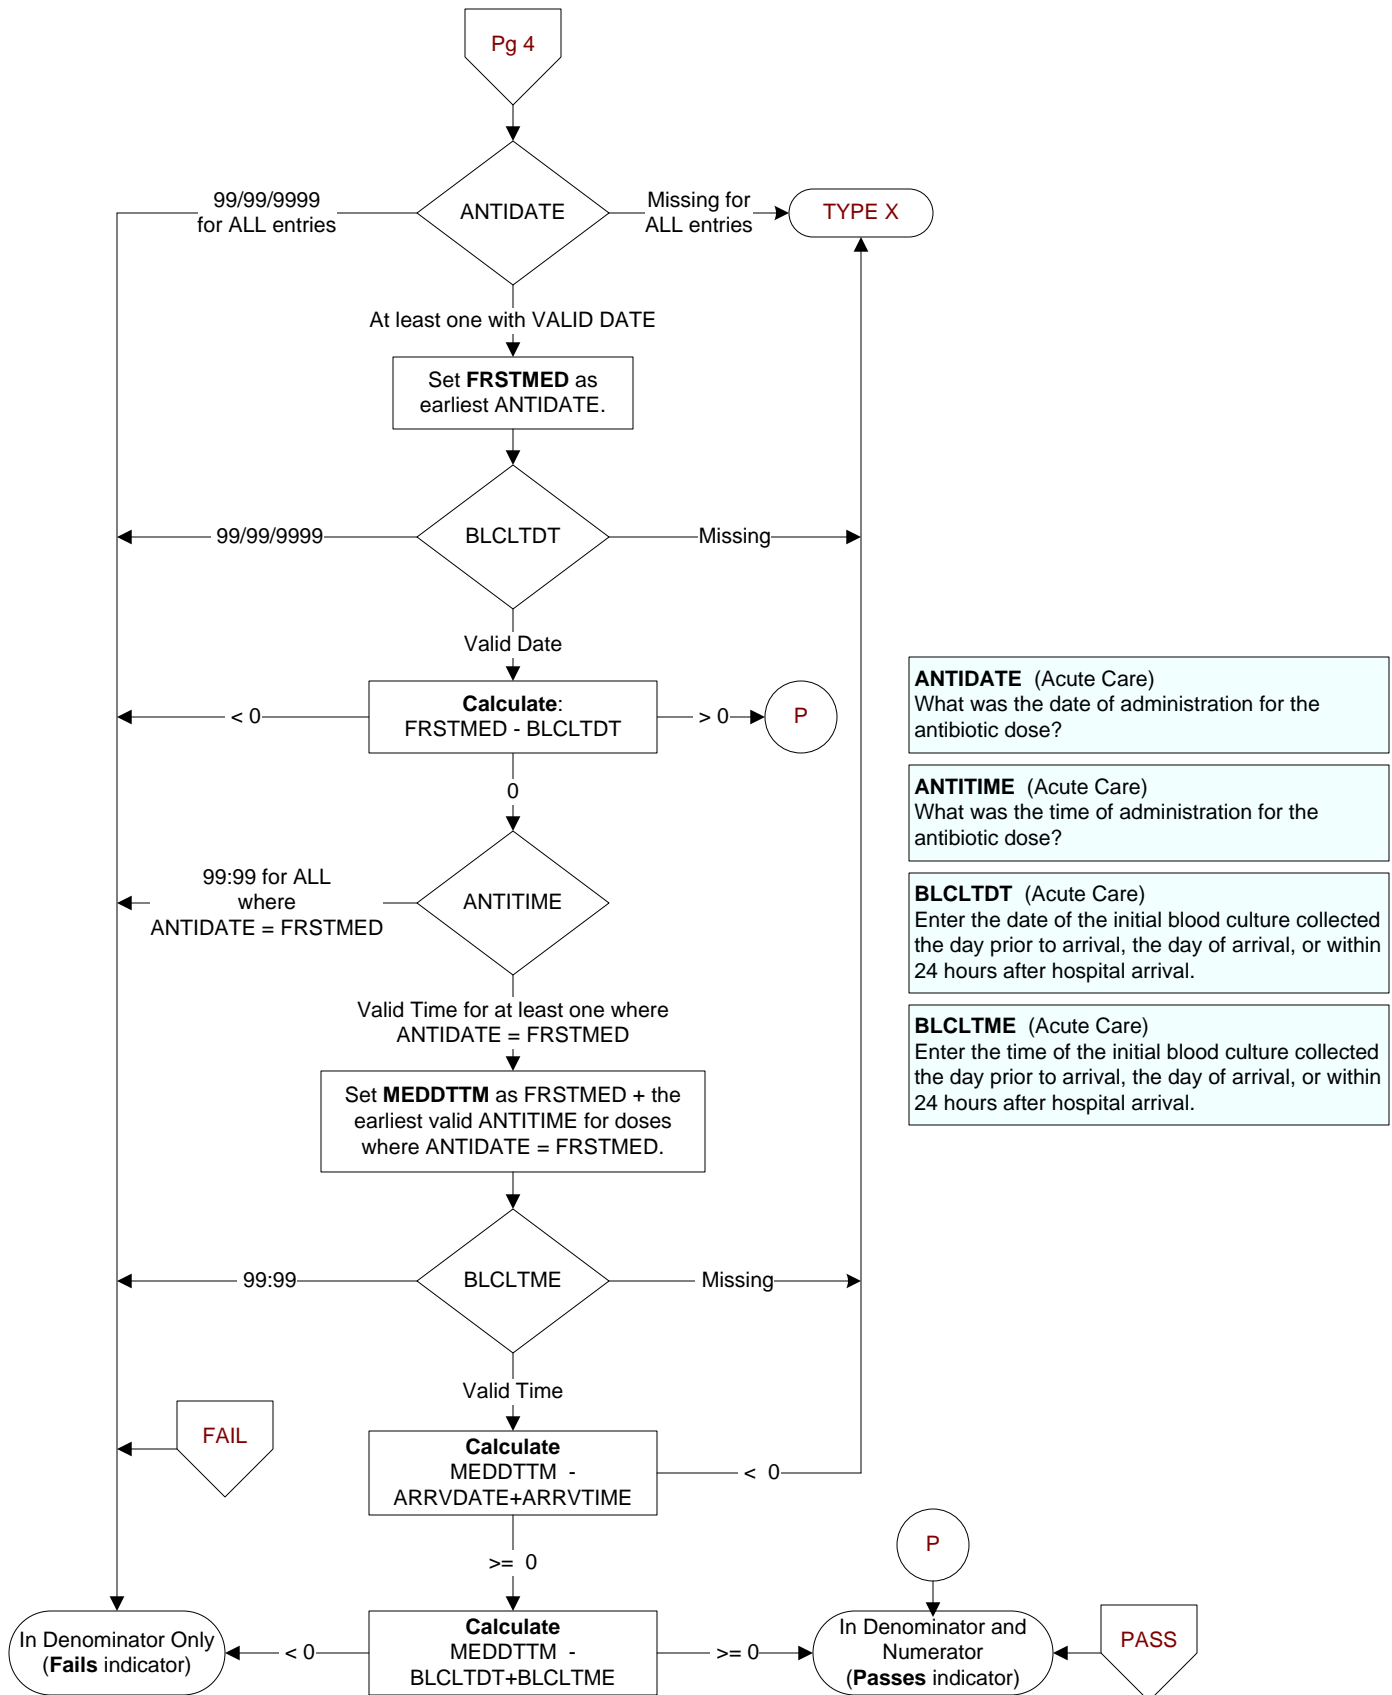 Pg 4
99/99/9999
for ALL entries
ANTIDATE
Missing for
ALL entries
TYPE X
At least one with VALID DATE
Set FRSTMED as
earliest ANTIDATE.
99/99/9999
BLCLTDT
Missing
Valid Date
< 0
Calculate:
FRSTMED - BLCLTDT
> 0
P
0
99:99 for ALL
where
ANTIDATE = FRSTMED
ANTITIME
Valid Time for at least one where
ANTIDATE = FRSTMED
Set MEDDTTM as FRSTMED + the
earliest valid ANTITIME for doses
where ANTIDATE = FRSTMED.
99:99
BLCLTME
Missing
Valid Time
FAIL
Calculate
MEDDTTM -
ARRVDATE+ARRVTIME
< 0
>= 0
P
In Denominator Only
(Fails indicator)
< 0
Calculate
MEDDTTM -
BLCLTDT+BLCLTME
>= 0
In Denominator and
Numerator
(Passes indicator)
PASS
ANTIDATE (Acute Care)
What was the date of administration for the
antibiotic dose?
ANTITIME (Acute Care)
What was the time of administration for the
antibiotic dose?
BLCLTDT (Acute Care)
Enter the date of the initial blood culture collected
the day prior to arrival, the day of arrival, or within
24 hours after hospital arrival.
BLCLTME (Acute Care)
Enter the time of the initial blood culture collected
the day prior to arrival, the day of arrival, or within
24 hours after hospital arrival.